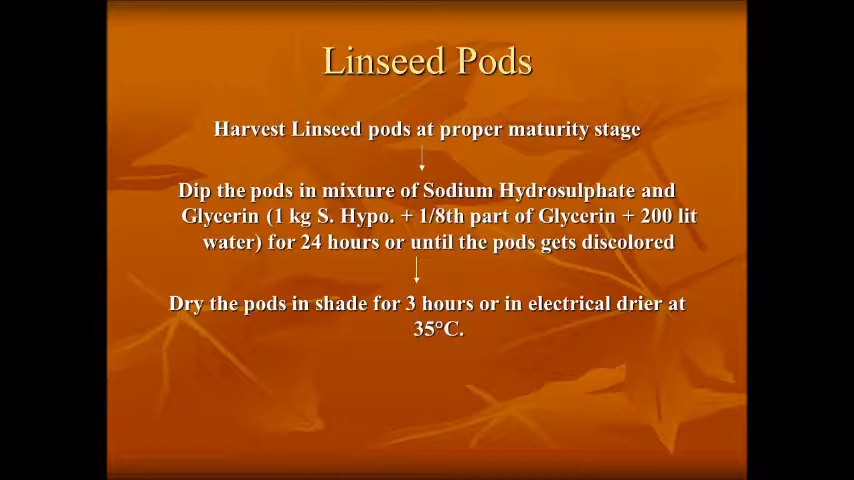 Linseed Pods
Harvest Linseed pods at proper maturity stage
Dip the pods in mixture of Sodium Hydrosulphate and
Glycerin (1 kg S. Hypo. + 1/8th part of Glycerin + 200 lit
water) for 24 hours or until the pods gets discolored
Dry the pods in shade for 3 hours or in electrical drier at
35°C.